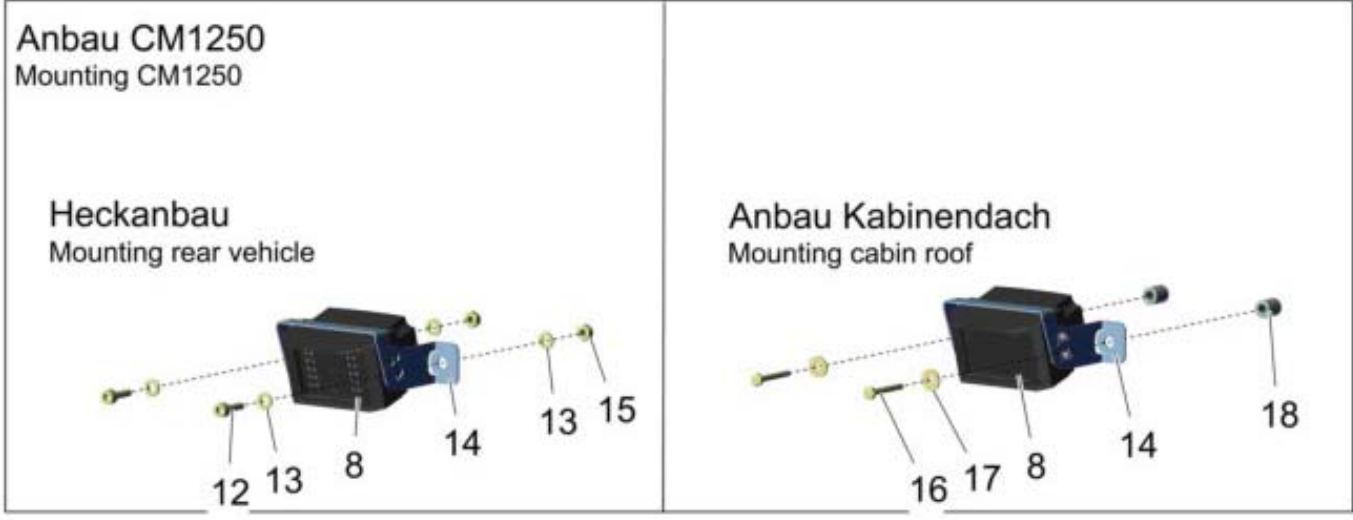 Anbau CM1250
Mounting CM1250
Heckanbau
Mounting rear vehicle
12
13
8
14
13
15
Anbau Kabinendach
Mounting cabin roof
16
17
8
14
18